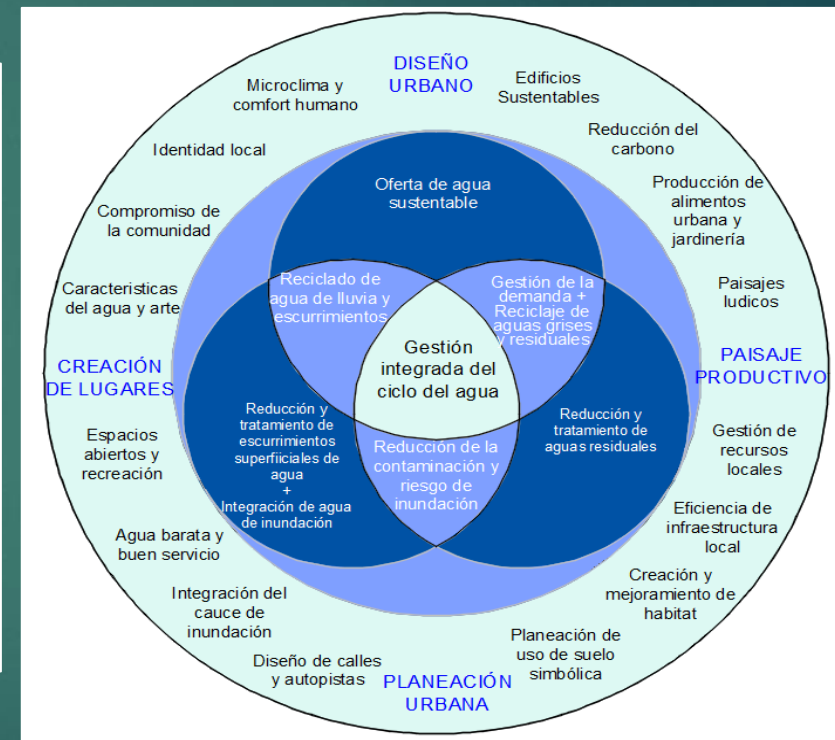 DISEÑO
URBANO
Microclima y
comfort humano
Edificios
Sustentables
Identidad local
Reducción del
carbono
Compromiso de
la comunidad
Producción de
alimentos
urbana y
jardinería
Caracteristicas
del agua y arte
Paisajes
ludicos
CREACIÓN
DE LUGARES
PAISAJE
PRODUCTIVO
Espacios
abiertos y
recreación
Gestión de
recursos
locales
Agua barata y
buen servicio
Eficiencia de
infraestructura
local
Integración del
cauce de
inundación
Creación y
mejoramiento de
habitat
Diseño de calles
y autopistas
Planeación de
uso de suelo
simbólica
PLANEACIÓN
URBANA
Oferta de agua
sustentable
Reciclado de
agua de lluvia y
escurrimientos
Gestión de la
demanda +
Reciclaje de
aguas grises
y residuales
Gestión
integrada del
ciclo del agua
Reducción y
tratamiento de
escurrimientos
superfiiciales de
agua
+
Integración de agua
de inundación
Reducción y
tratamiento de
aguas residuales
Reducción de la
contaminación y
riesgo de
inundación